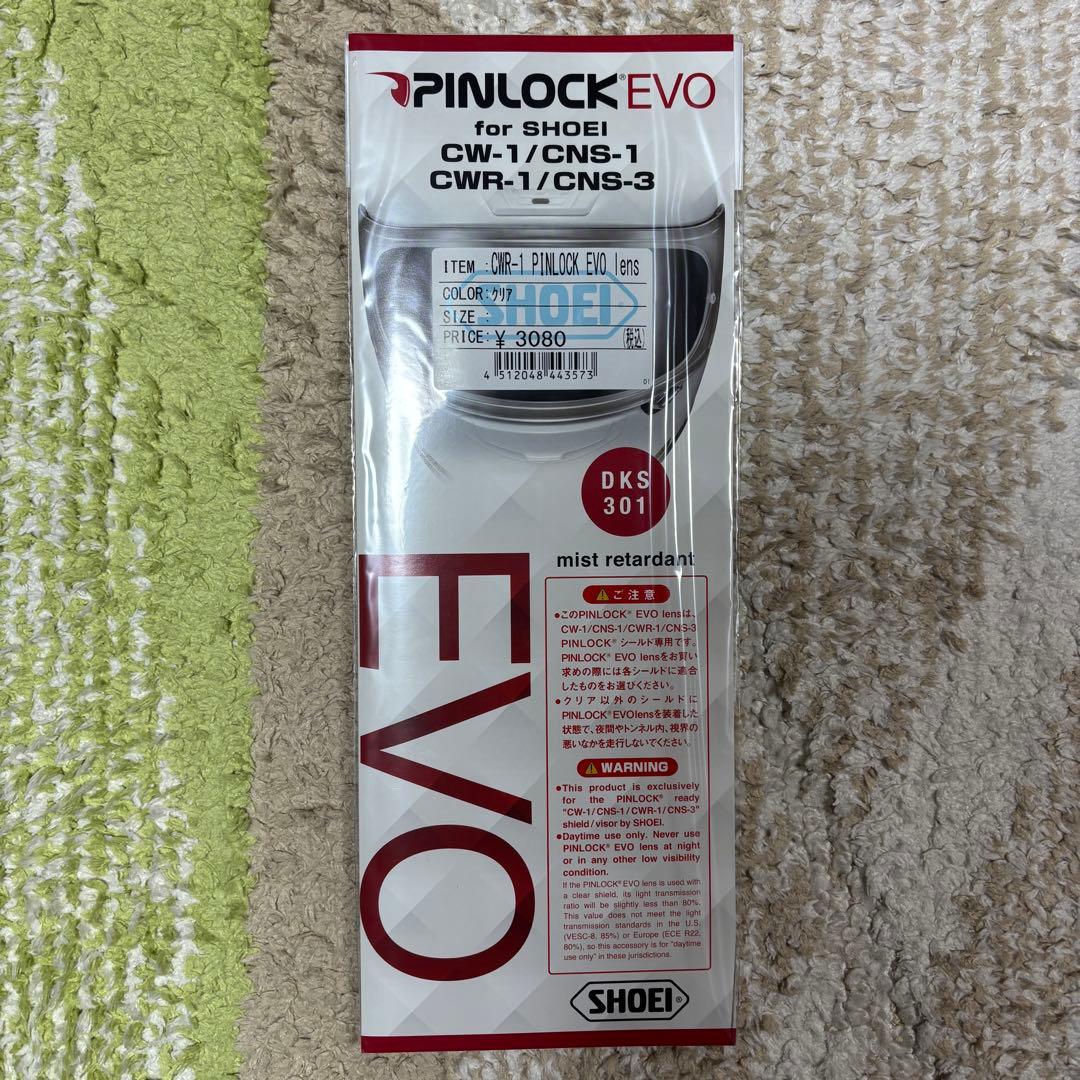 PINLOCK® EVO
for SHOEI
CW-1/CNS-1
CWR-1/CNS-3
ITEM : CWR-1 PINLOCK EVO lens
COLOR: クリア
SIZE :
PRICE: ¥ 3080 (税込)
SHOEI
4 512048 443573
01
DKS
301
mist retardant
EVO
ご注意
●このPINLOCK® EVO lensは、
CW-1/CNS-1/CWR-1/CNS-3
PINLOCK® シールド専用です。
PINLOCK® EVO lensをお買い
求めの際には各シールドに適合
したものをお選びください。
●クリア以外のシールドに
PINLOCK® EVOlensを装着した
状態で、夜間やトンネル内、視界の
悪いなかを走行しないでください。
WARNING
●This product is exclusively
for the PINLOCK® ready
"CW-1/CNS-1/CWR-1/CNS-3"
shield/visor by SHOEI.
●Daytime use only. Never use
PINLOCK® EVO lens at night
or in any other low visibility
condition.
If the PINLOCK® EVO lens is used with
a clear shield, its light transmission
ratio will be slightly less than 80%.
This value does not meet the light
transmission standards in the U.S.
(VESC-8, 85%) or Europe (ECE R22,
80%), so this accessory is for "daytime
use only" in these jurisdictions.
SHOEI®